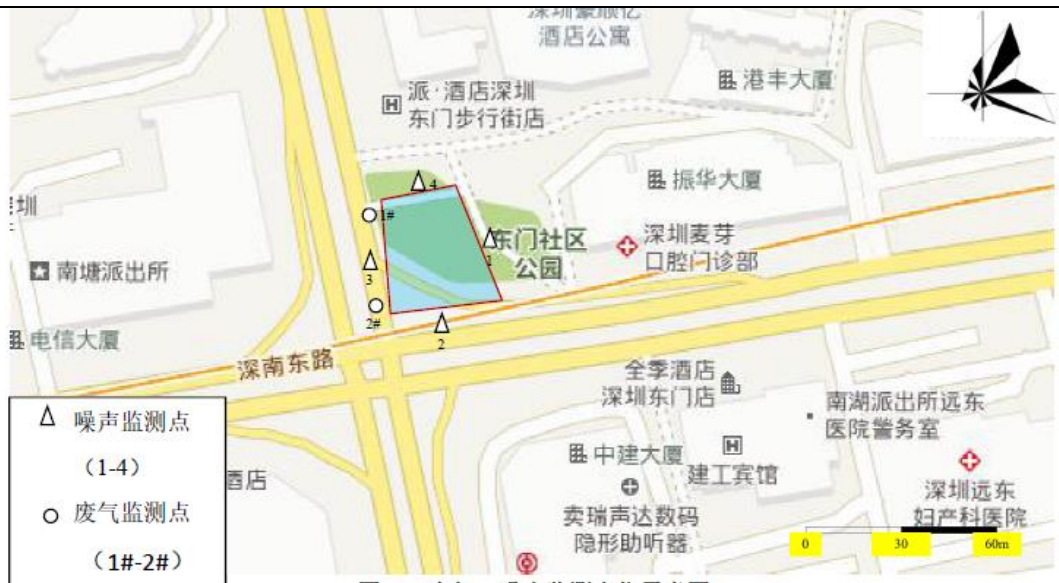 酒店公寓
港丰大厦
派·酒店深圳
东门步行街店
振华大厦
4
1#
东门社区
公园
1
深圳麦芽
口腔门诊部
圳
南塘派出所
3
2#
2
电信大厦
深南东路
全季酒店
深圳东门店
南湖派出所远东
医院警务室
中建大厦
建工宾馆
深圳远东
妇产科医院
卖瑞声达数码
隐形助听器
酒店
噪声监测点
（1-4）
废气监测点
（1#-2#）
0 30 60m